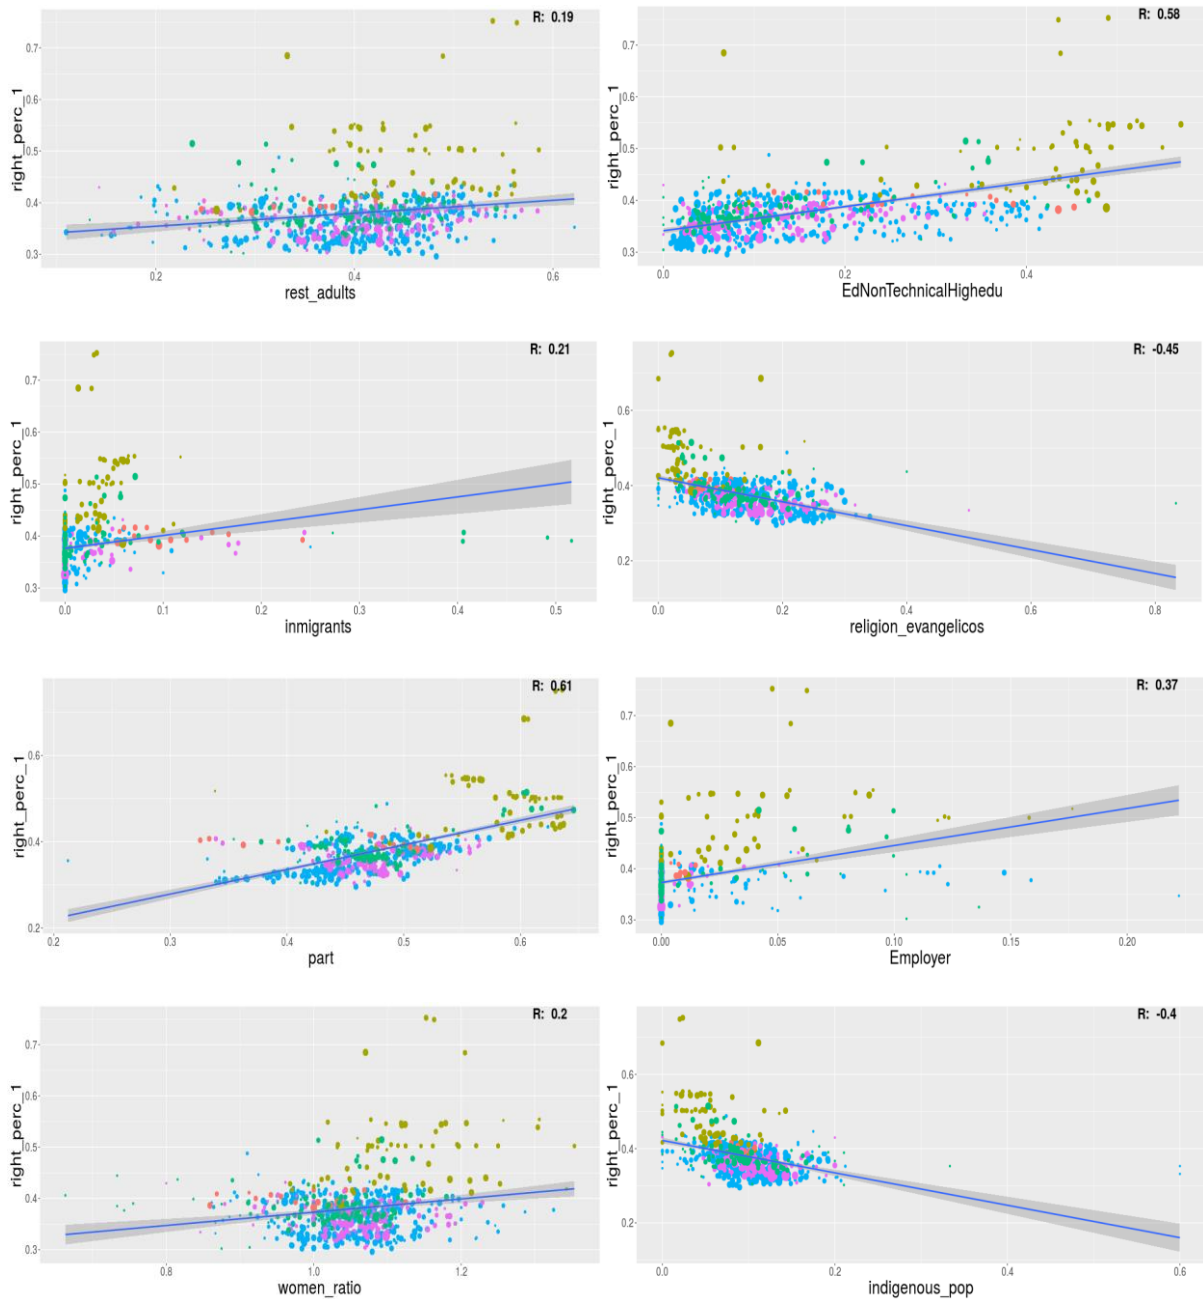 R: 0.19
0.7
0.6
0.5
0.4
0.3
right_perc_1
0.2 0.4 0.6
rest_adults
R: 0.58
0.7
0.6
0.5
0.4
0.3
right_perc_1
0.0 0.2 0.4
EdNonTechnicalHighedu
R: 0.21
0.7
0.6
0.5
0.4
0.3
right_perc_1
0.0 0.1 0.2 0.3 0.4 0.5
inmigrants
R: -0.45
0.6
0.4
0.2
right_perc_1
0.0 0.2 0.4 0.6 0.8
religion_evangelicos
R: 0.61
0.6
0.4
0.2
right_perc_1
0.2 0.3 0.4 0.5 0.6
part
R: 0.37
0.7
0.6
0.5
0.4
0.3
right_perc_1
0.00 0.05 0.10 0.15 0.20
Employer
R: 0.2
0.7
0.6
0.5
0.4
0.3
right_perc_1
0.8 1.0 1.2
women_ratio
R: -0.4
0.6
0.4
0.2
right_perc_1
0.0 0.2 0.4 0.6
indigenous_pop